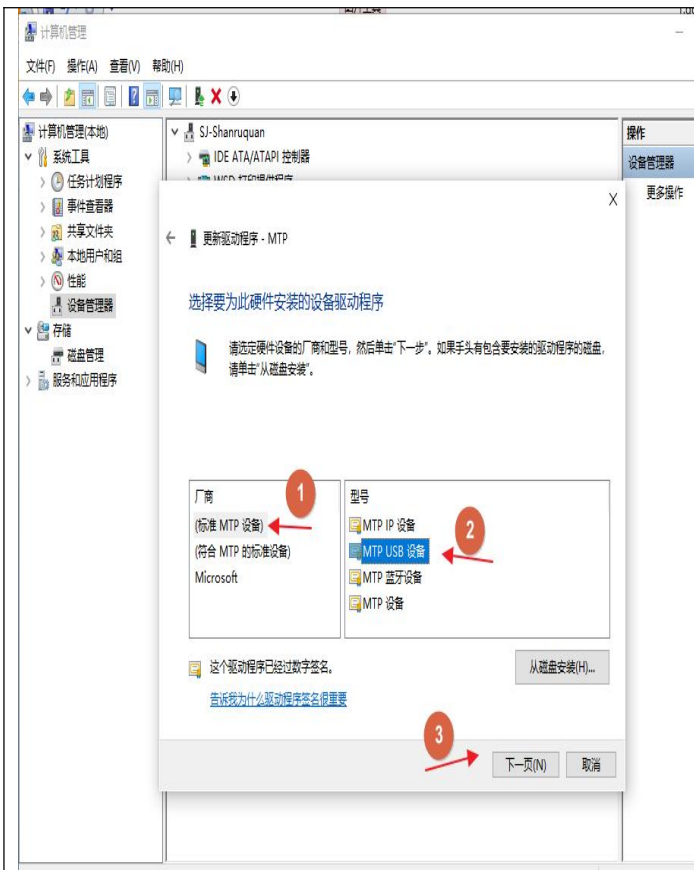 计算机管理
文件(F) 操作(A) 查看(V) 帮助(H)
计算机管理(本地)
系统工具
任务计划程序
事件查看器
共享文件夹
本地用户和组
性能
设备管理器
存储
磁盘管理
服务和应用程序
SJ-Shanruquan
IDE ATA/ATAPI 控制器
操作
设备管理器
更多操作
更新驱动程序 - MTP
选择要为此硬件安装的设备驱动程序
请选定硬件设备的厂商和型号，然后单击“下一步”。如果手头有包含要安装的驱动程序的磁盘，
请单击“从磁盘安装”。
厂商
(标准 MTP 设备)
(符合 MTP 的标准设备)
Microsoft
1
型号
MTP IP 设备
MTP USB 设备
MTP 蓝牙设备
MTP 设备
2
这个驱动程序已经过数字签名。
告诉我为什么驱动程序签名很重要
从磁盘安装(H)...
3
下一页(N)
取消